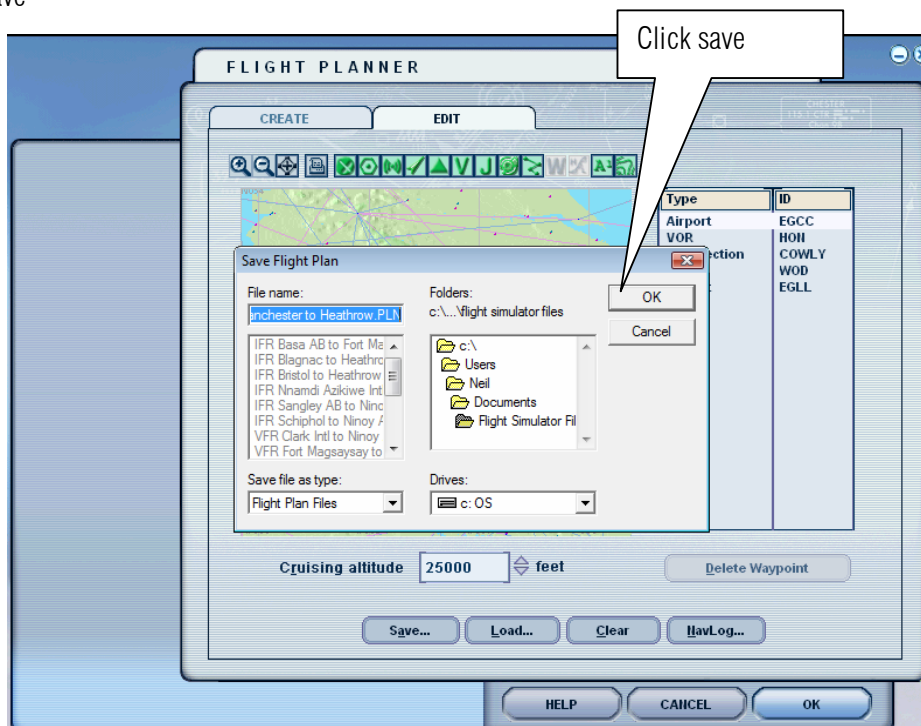 Click save
FLIGHT PLANNER
CREATE
EDIT
Type ID
Airport EGCC
VOR HON
COWLY
WOD
EGLL
Save Flight Plan
File name:
anchester to Heathrow.PLN
IFR Basa AB to Fort Ma
IFR Blagnac to Heathrc
IFR Bristol to Heathrow
IFR Nnamdi Azikiwe Int
IFR Sangley AB to Ninc
IFR Schiphol to Ninoy A
VFR Clark Intl to Ninoy
VFR Fort Magsaysay to
Save file as type:
Flight Plan Files
Folders:
c:\...\flight simulator files
c:\
Users
Neil
Documents
Flight Simulator Fil
Drives:
c: OS
OK
Cancel
Cruising altitude 25000 feet
Delete Waypoint
Save... Load... Clear NavLog...
HELP CANCEL OK